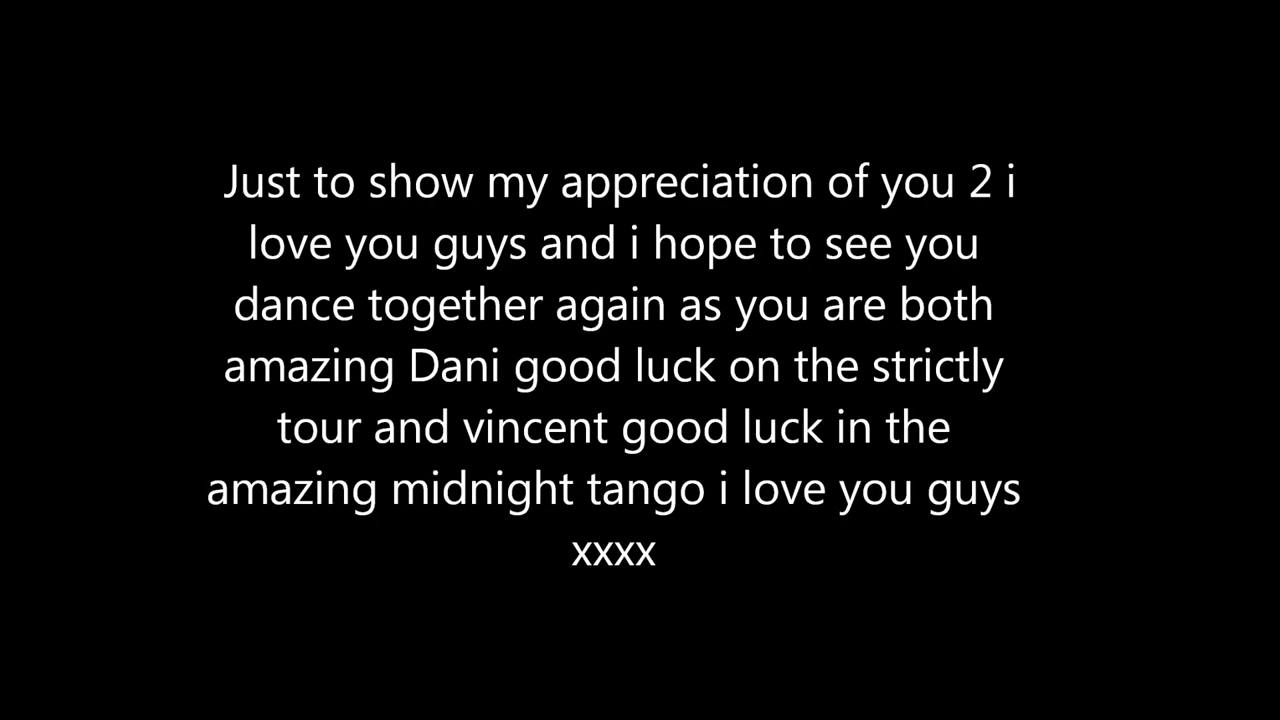 Just to show my appreciation of you 2 i
love you guys and i hope to see you
dance together again as you are both
amazing Dani good luck on the strictly
tour and vincent good luck in the
amazing midnight tango i love you guys
xxxx